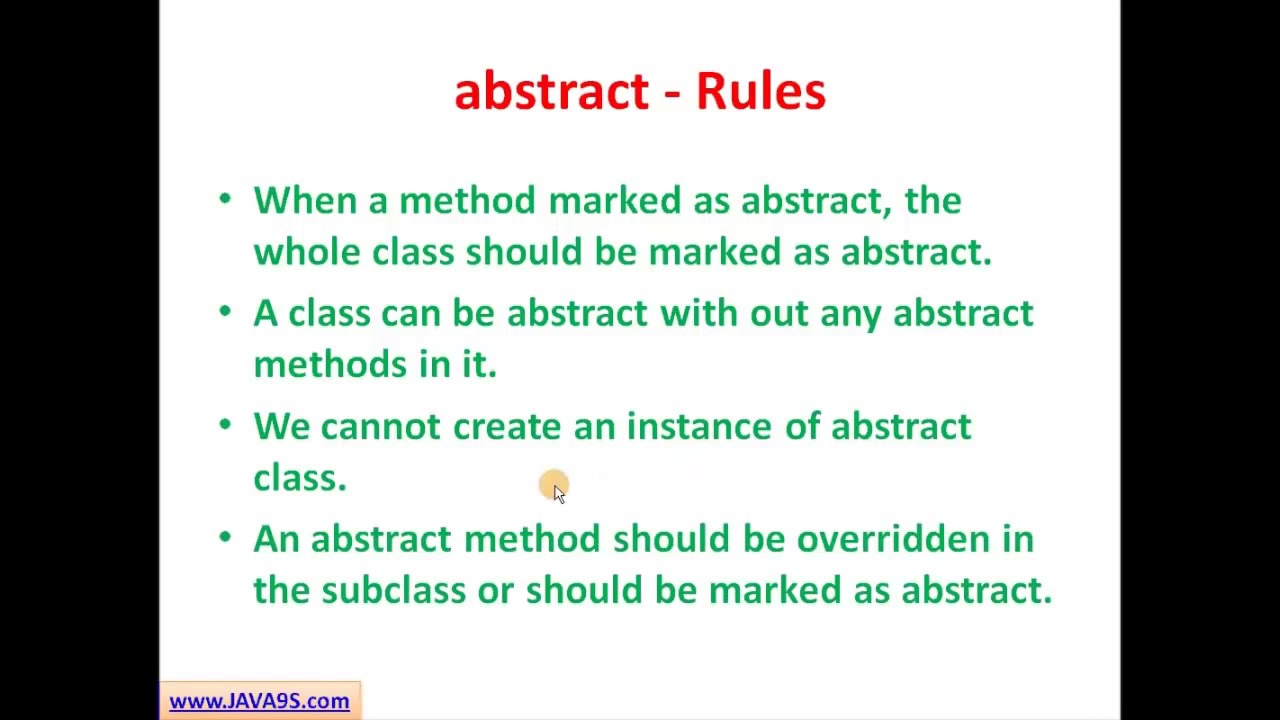 abstract - Rules
• When a method marked as abstract, the
whole class should be marked as abstract.
• A class can be abstract with out any abstract
methods in it.
• We cannot create an instance of abstract
class.
• An abstract method should be overridden in
the subclass or should be marked as abstract.
www.JAVA9S.com